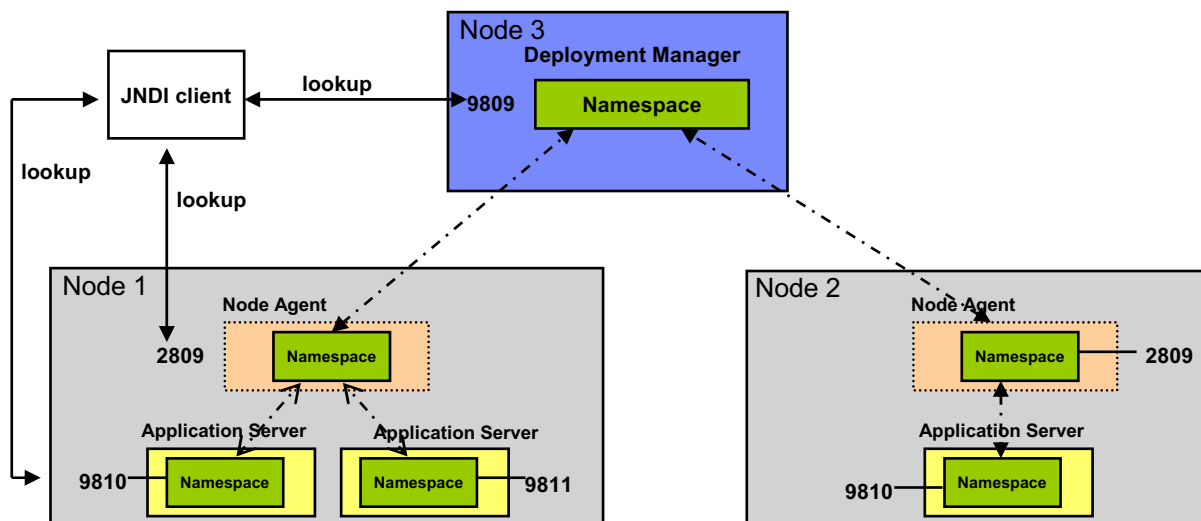 Node 3
Deployment Manager
JNDI client
lookup
9809
Namespace
lookup
lookup
Node 1
Node Agent
2809
Namespace
Application Server
Application Server
9810
Namespace
Namespace
9811
Node 2
Node Agent
Namespace
2809
Application Server
9810
Namespace